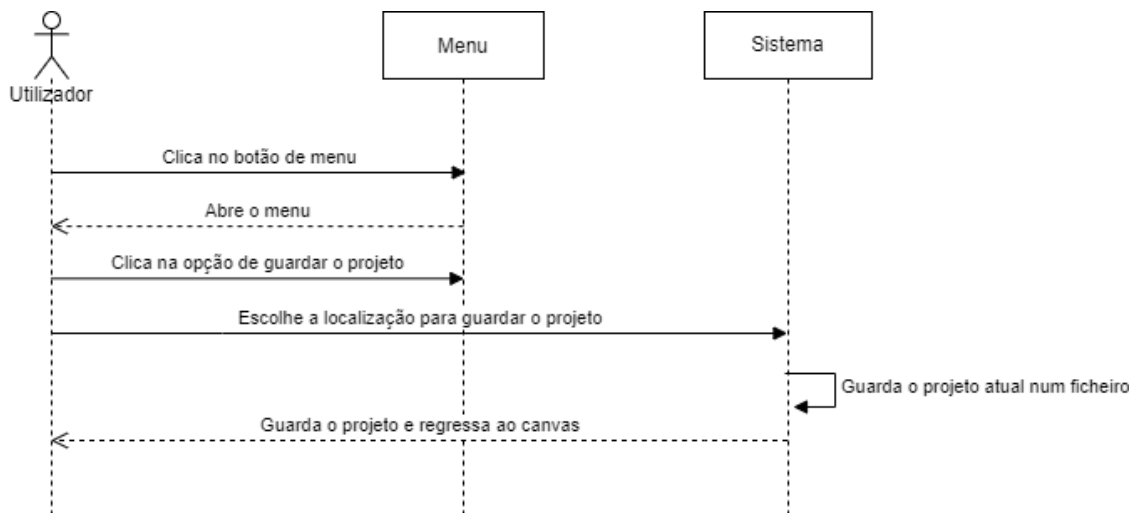 Menu
Sistema
Utilizador
Clica no botão de menu
Abre o menu
Clica na opção de guardar o projeto
Escolhe a localização para guardar o projeto
Guarda o projeto atual num ficheiro
Guarda o projeto e regressa ao canvas